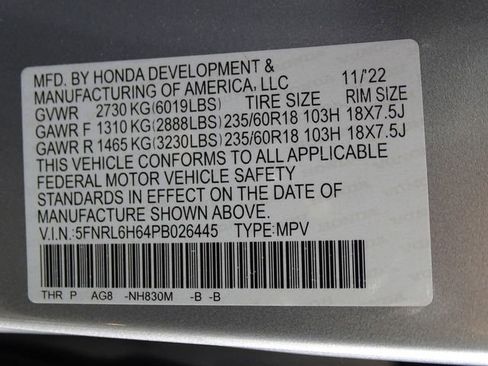 MFD. BY HONDA DEVELOPMENT &
MANUFACTURING OF AMERICA, LLC 11/'22
GVWR 2730 KG(6019LBS) TIRE SIZE RIM SIZE
GAWR F 1310 KG(2888LBS) 235/60R18 103H 18X7.5J
GAWR R 1465 KG(3230LBS) 235/60R18 103H 18X7.5J
THIS VEHICLE CONFORMS TO ALL APPLICABLE
FEDERAL MOTOR VEHICLE SAFETY
STANDARDS IN EFFECT ON THE DATE OF
MANUFACTURE SHOWN ABOVE.
V.I.N.:5FNRL6H64PB026445 TYPE:MPV
THR P AG8 -NH830M -B -B